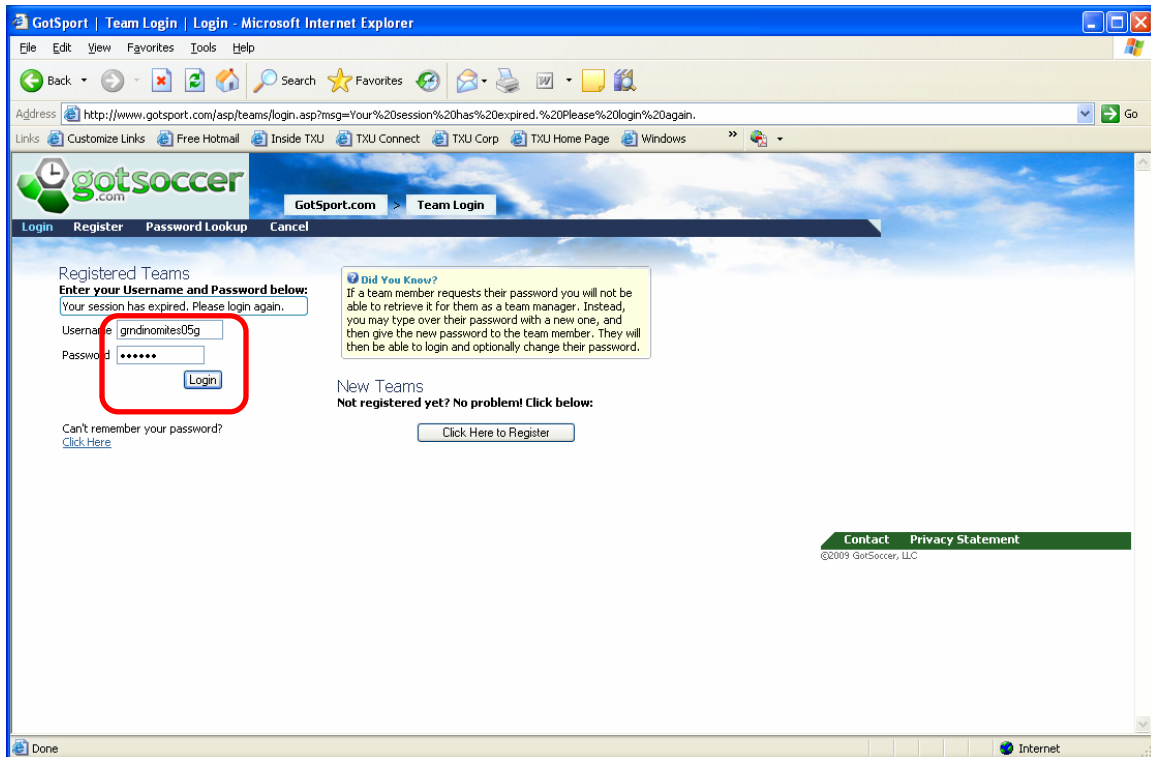 GotSport | Team Login | Login - Microsoft Internet Explorer
File Edit View Favorites Tools Help
Back Search Favorites
Address http://www.gotsport.com/asp/teams/login.asp?msg=Your%20session%20has%20expired.%20Please%20login%20again. Go
Links Customize Links Free Hotmail Inside TXU TXU Connect TXU Corp TXU Home Page Windows »
gotsoccer
.com
GotSport.com > Team Login
Login Register Password Lookup Cancel
Registered Teams
Enter your Username and Password below:
Your session has expired. Please login again.
Username grndinomites05g
Password ••••••
Login
Can't remember your password?
Click Here
Did You Know?
If a team member requests their password you will not be
able to retrieve it for them as a team manager. Instead,
you may type over their password with a new one, and
then give the new password to the team member. They will
then be able to login and optionally change their password.
New Teams
Not registered yet? No problem! Click below:
Click Here to Register
Contact Privacy Statement
©2009 GotSoccer, LLC
Done Internet